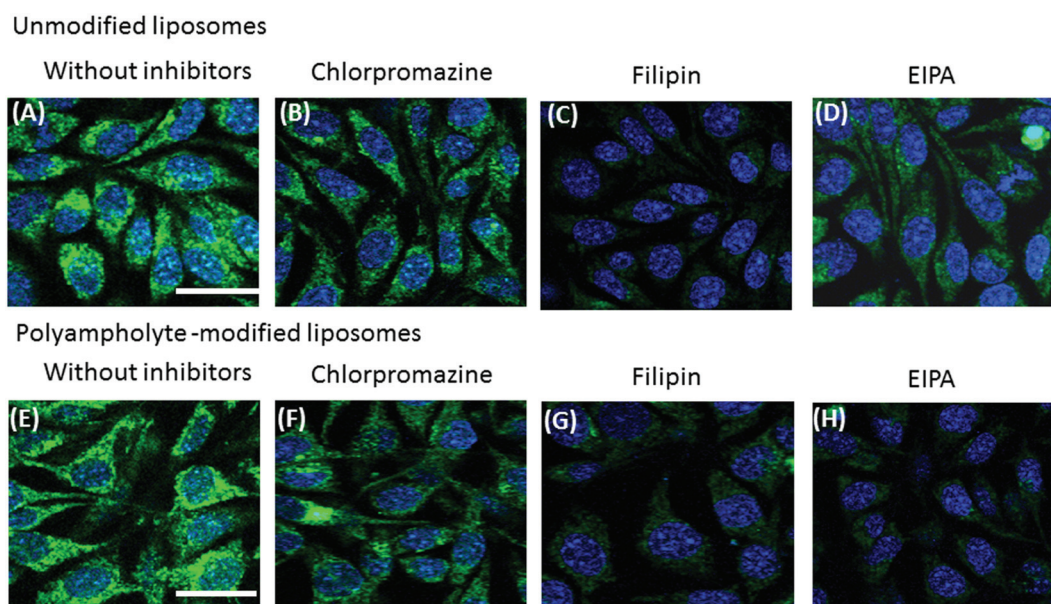 Unmodified liposomes
Without inhibitors Chlorpromazine Filipin EIPA
(A) (B) (C) (D)
Polyampholyte -modified liposomes
Without inhibitors Chlorpromazine Filipin EIPA
(E) (F) (G) (H)